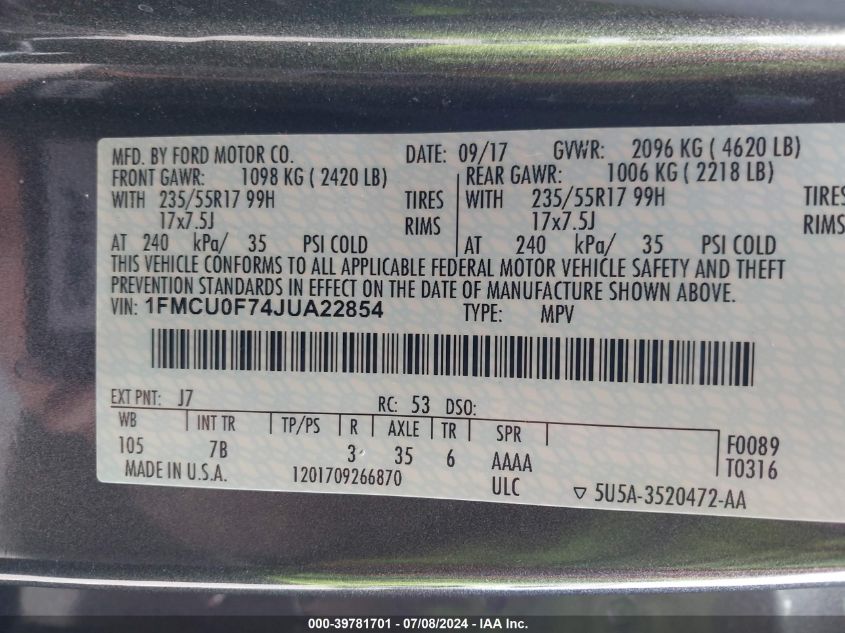 MFD. BY FORD MOTOR CO. DATE: 09/17 GVWR: 2096 KG ( 4620 LB)
FRONT GAWR: 1098 KG ( 2420 LB) REAR GAWR: 1006 KG ( 2218 LB)
WITH 235/55R17 99H TIRES WITH 235/55R17 99H TIRES
17x7.5J RIMS 17x7.5J RIMS
AT 240 kPa/ 35 PSI COLD AT 240 kPa/ 35 PSI COLD
THIS VEHICLE CONFORMS TO ALL APPLICABLE FEDERAL MOTOR VEHICLE SAFETY AND THEFT
PREVENTION STANDARDS IN EFFECT ON THE DATE OF MANUFACTURE SHOWN ABOVE.
VIN: 1FMCU0F74JUA22854 TYPE: MPV
EXT PNT: J7 RC: 53 DSO:
WB INT TR TP/PS R AXLE TR SPR
105 7B 3 35 6 AAAA F0089
MADE IN U.S.A. 1201709266870 ULC T0316
▽ 5U5A-3520472-AA
000-39781701 - 07/08/2024 - IAA Inc.